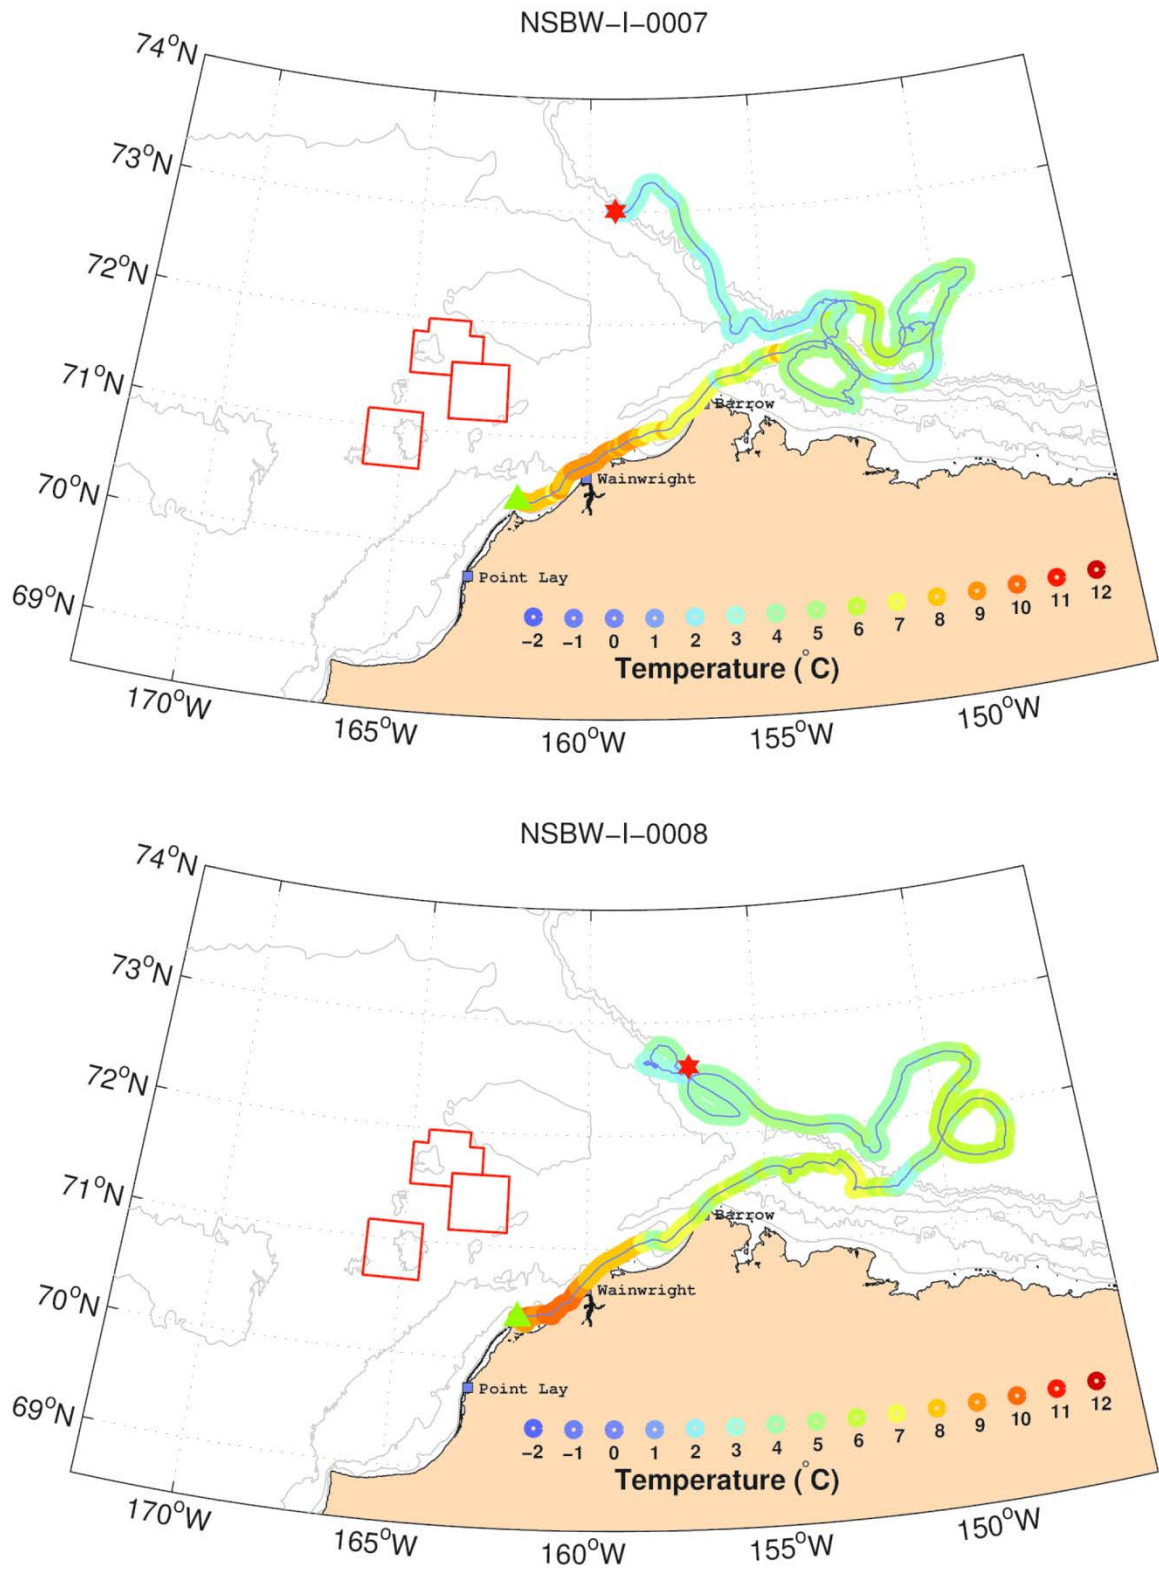 NSBW-I-0007
74°N
73°N
72°N
71°N
70°N
69°N
Barrow
Wainwright
Point Lay
-2 -1 0 1 2 3 4 5 6 7 8 9 10 11 12
Temperature (°C)
170°W 165°W 160°W 155°W 150°W
NSBW-I-0008
74°N
73°N
72°N
71°N
70°N
69°N
Barrow
Wainwright
Point Lay
-2 -1 0 1 2 3 4 5 6 7 8 9 10 11 12
Temperature (°C)
170°W 165°W 160°W 155°W 150°W